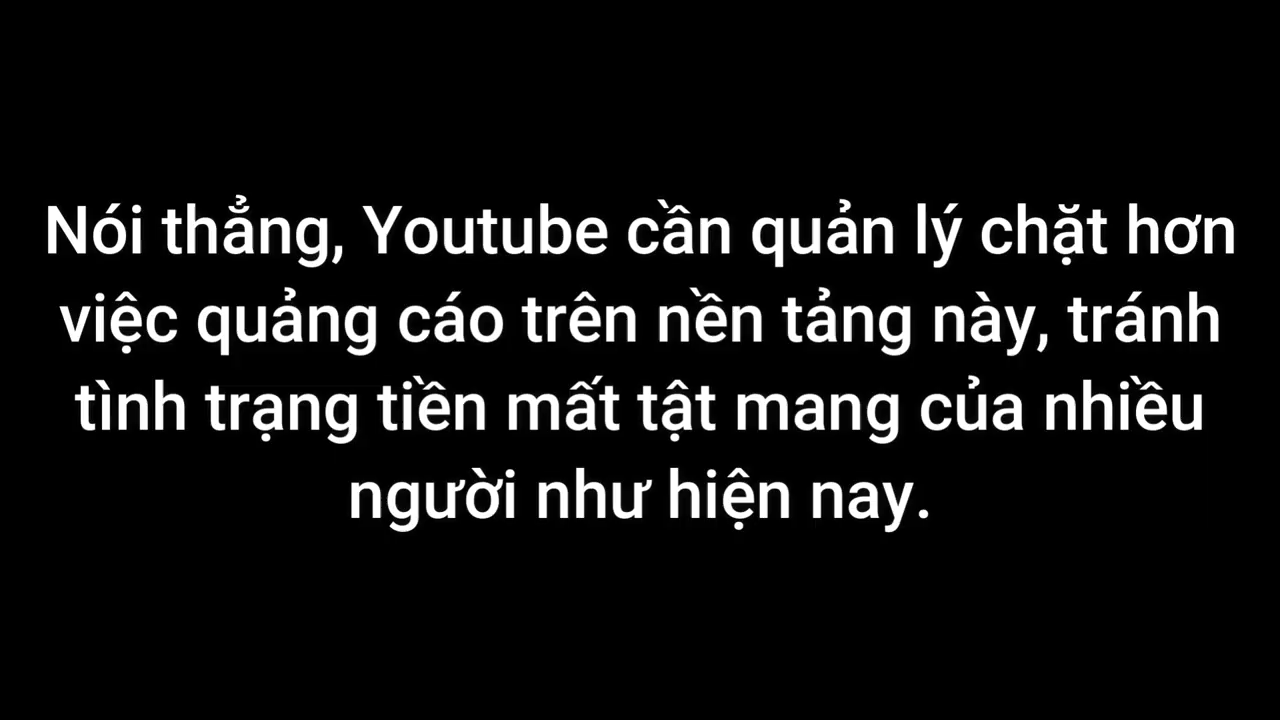 Nói thẳng, Youtube cần quản lý chặt hơn
việc quảng cáo trên nền tảng này, tránh
tình trạng tiền mất tật mang của nhiều
người như hiện nay.